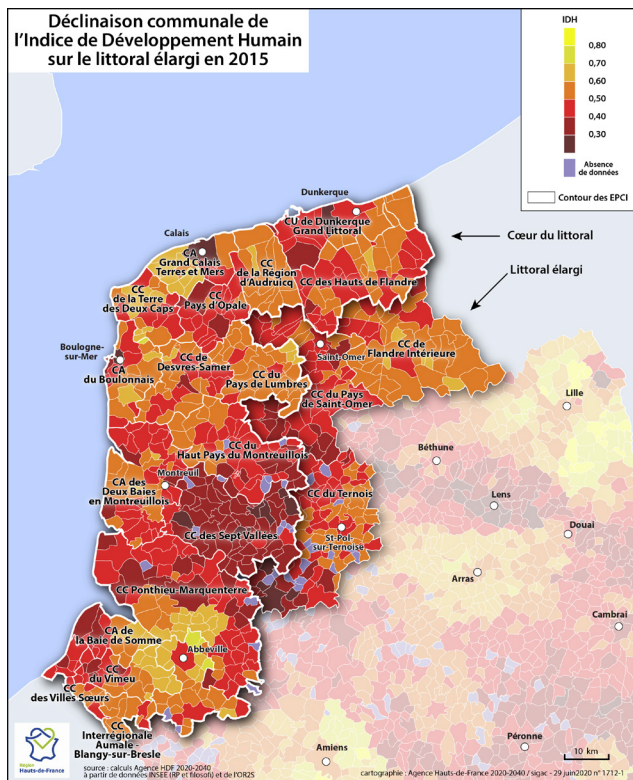 Déclinaison communale de
l'Indice de Développement Humain
sur le littoral élargi en 2015
IDH
0,80
0,70
0,60
0,50
0,40
0,30
Absence
de données
Contour des EPCI
Dunkerque
CU de Dunkerque
Grand Littoral
Cœur du littoral
Calais
CA
Grand Calais
Terres et Mers
CC
de la Région
d'Audruicq
CC des Hauts de Flandre
Littoral élargi
CC
de la Terre
des Deux Caps
CC
Pays d'Opale
Boulogne-
sur-Mer
CA
du Boulonnais
CC de
Desvres-Samer
CC du
Pays de Lumbres
Saint-Omer
CC de
Flandre Intérieure
CC du Pays
de Saint-Omer
Lille
Béthune
CC du
Haut Pays du Montreuillois
Montreuil
CA des
Deux Baies
en Montreuillois
CC du Ternois
Lens
Douai
CC des Sept Vallées
St-Pol-
sur-Ternoise
Arras
CC Ponthieu-Marquenterre
Cambrai
CA de
la Baie de Somme
Abbeville
CC
du Vimeu
CC
des Villes Sœurs
CC
Interrégionale
Aumale -
Blangy-sur-Bresle
Amiens
Péronne
10 km
Région
Hauts-de-France
source : calculs Agence HDF 2020-2040
à partir de données INSEE (RP et filosofi) et de l'OR2S
cartographie : Agence Hauts-de-France 2020-2040 / sigac - 29 juin2020 n° 1712-1